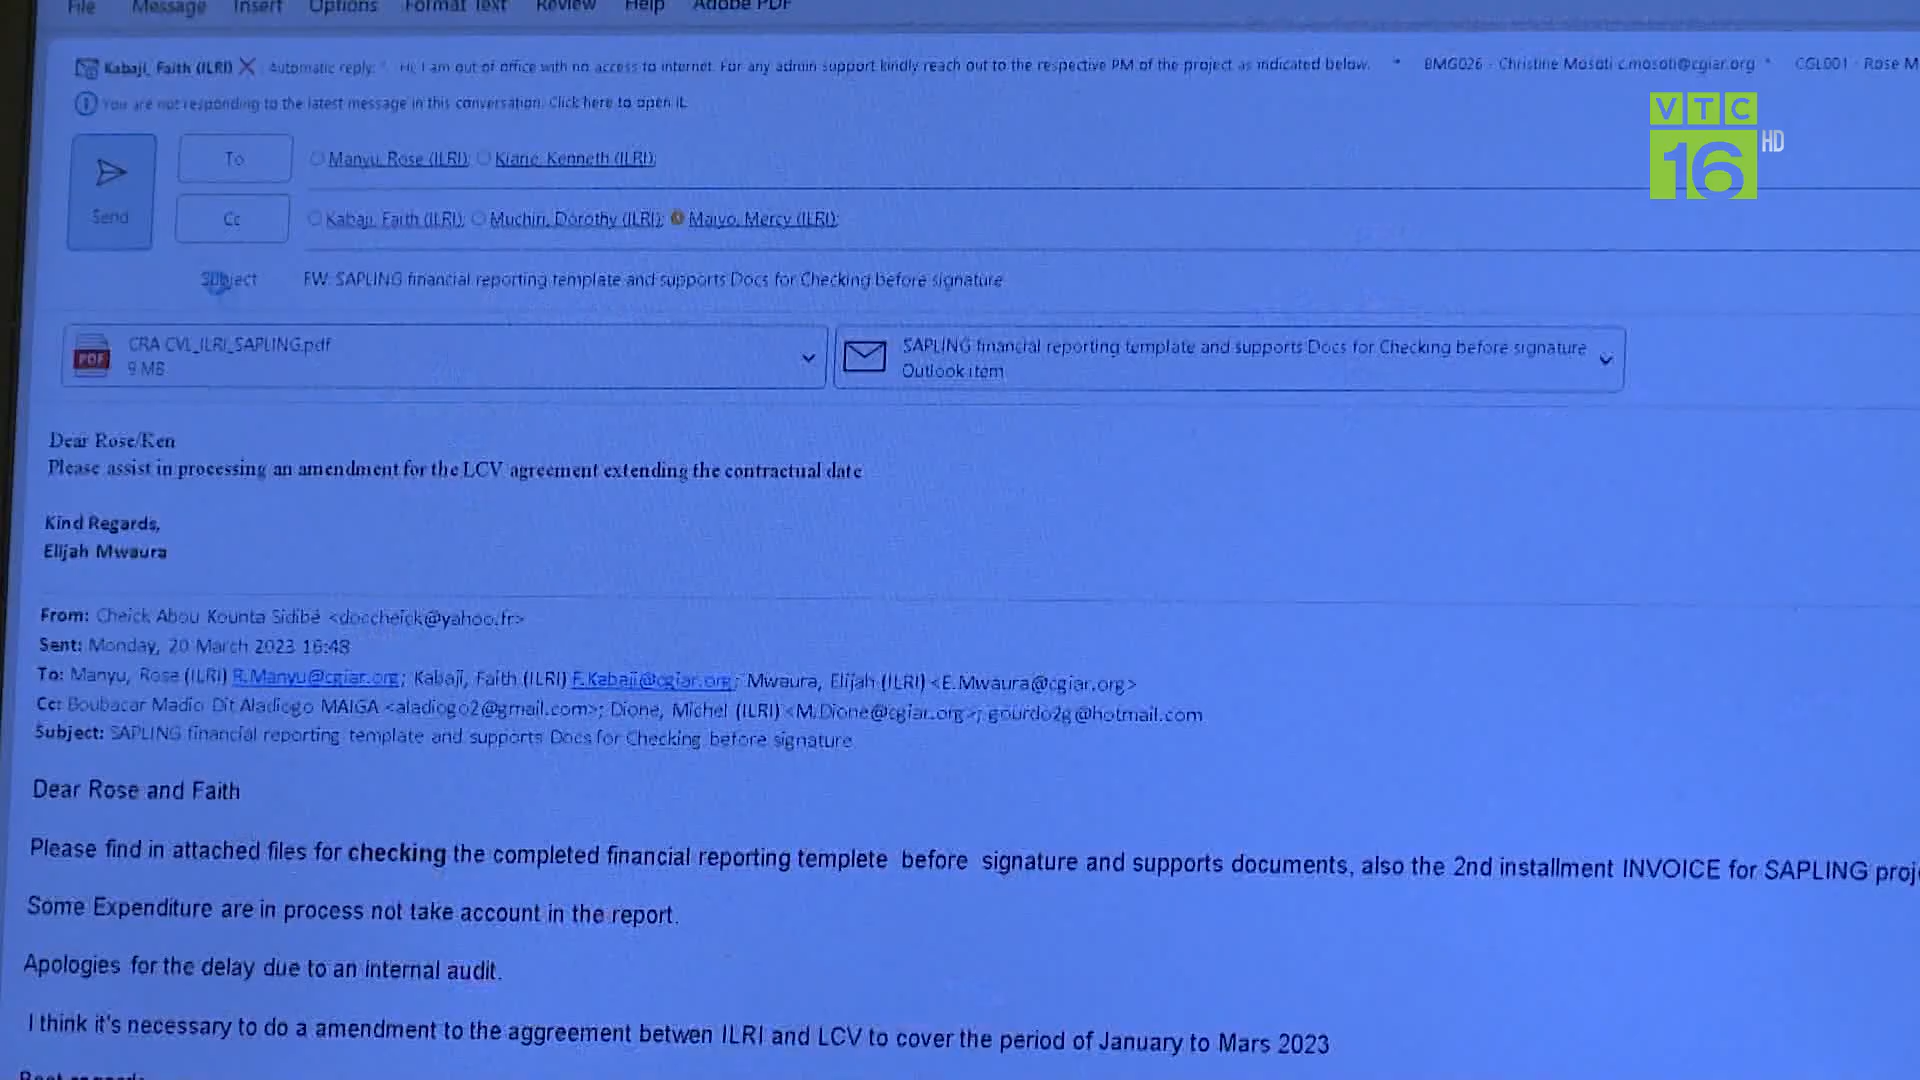 File Message Insert Options Format Text Review Help Adobe PDF
Kabaji, Faith (ILRI) Automatic reply: Hi, I am out of office with no access to internet. For any admin support kindly reach out to the respective PM of the project as indicated below. • BMG026 - Christine Mosoti c.mosoti@cgiar.org • CGL001 - Rose M
You are not responding to the latest message in this conversation. Click here to open it.
VTC
16 HD
Send
To Manyu, Rose (ILRI); Kiarie, Kenneth (ILRI);
Cc Kabaji, Faith (ILRI); Muchiri, Dorothy (ILRI); Maiyo, Mercy (ILRI);
Subject FW: SAPLING financial reporting template and supports Docs for Checking before signature
CRA CVL_ILRI_SAPLING.pdf
9 MB
PDF
SAPLING financial reporting template and supports Docs for Checking before signature
Outlook item
Dear Rose/Ken
Please assist in processing an amendment for the LCV agreement extending the contractual date
Kind Regards,
Elijah Mwaura
From: Cheick Abou Kounta Sidibé <doccheick@yahoo.fr>
Sent: Monday, 20 March 2023 16:48
To: Manyu, Rose (ILRI) R.Manyu@cgiar.org; Kabaji, Faith (ILRI) F.Kabaji@cgiar.org; Mwaura, Elijah (ILRI) <E.Mwaura@cgiar.org>
Cc: Boubacar Madio Dit Aladiogo MAIGA <aladiogo2@gmail.com>; Dione, Michel (ILRI) <M.Dione@cgiar.org>; gourdo2g@hotmail.com
Subject: SAPLING financial reporting template and supports Docs for Checking before signature
Dear Rose and Faith
Please find in attached files for checking the completed financial reporting templete before signature and supports documents, also the 2nd installment INVOICE for SAPLING proj
Some Expenditure are in process not take account in the report.
Apologies for the delay due to an internal audit.
I think it's necessary to do a amendment to the aggreement betwen ILRI and LCV to cover the period of January to Mars 2023